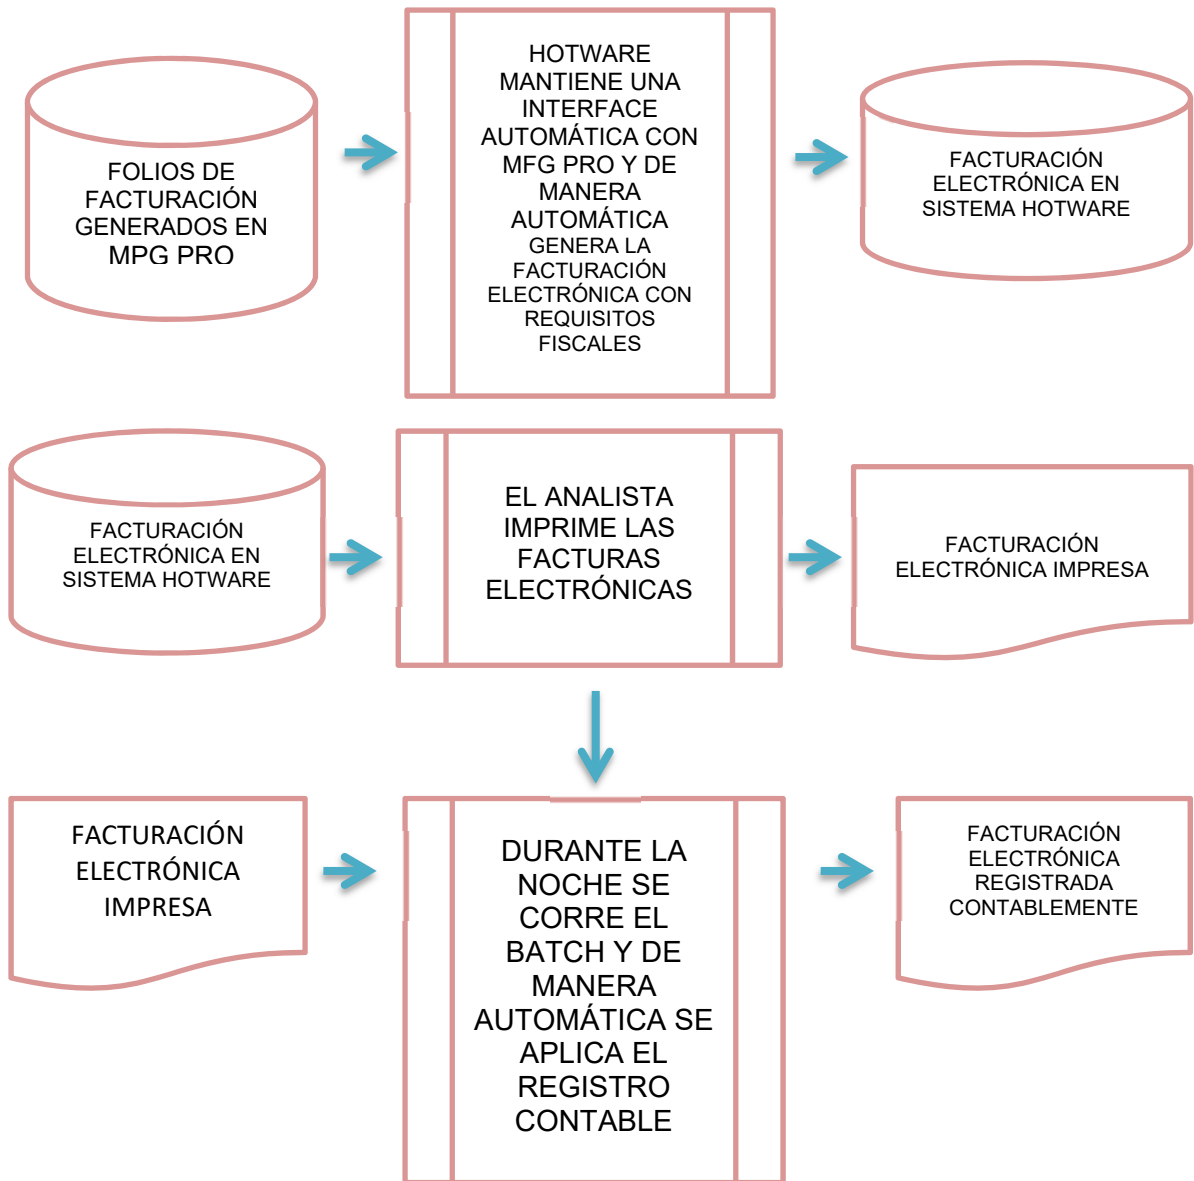 FOLIOS DE
FACTURACIÓN
GENERADOS EN
MPG PRO
HOTWARE
MANTIENE UNA
INTERFACE
AUTOMÁTICA CON
MFG PRO Y DE
MANERA
AUTOMÁTICA
GENERA LA
FACTURACIÓN
ELECTRÓNICA CON
REQUISITOS
FISCALES
FACTURACIÓN
ELECTRÓNICA EN
SISTEMA HOTWARE
FACTURACIÓN
ELECTRÓNICA EN
SISTEMA HOTWARE
EL ANALISTA
IMPRIME LAS
FACTURAS
ELECTRÓNICAS
FACTURACIÓN
ELECTRÓNICA IMPRESA
FACTURACIÓN
ELECTRÓNICA
IMPRESA
DURANTE LA
NOCHE SE
CORRE EL
BATCH Y DE
MANERA
AUTOMÁTICA SE
APLICA EL
REGISTRO
CONTABLE
FACTURACIÓN
ELECTRÓNICA
REGISTRADA
CONTABLEMENTE